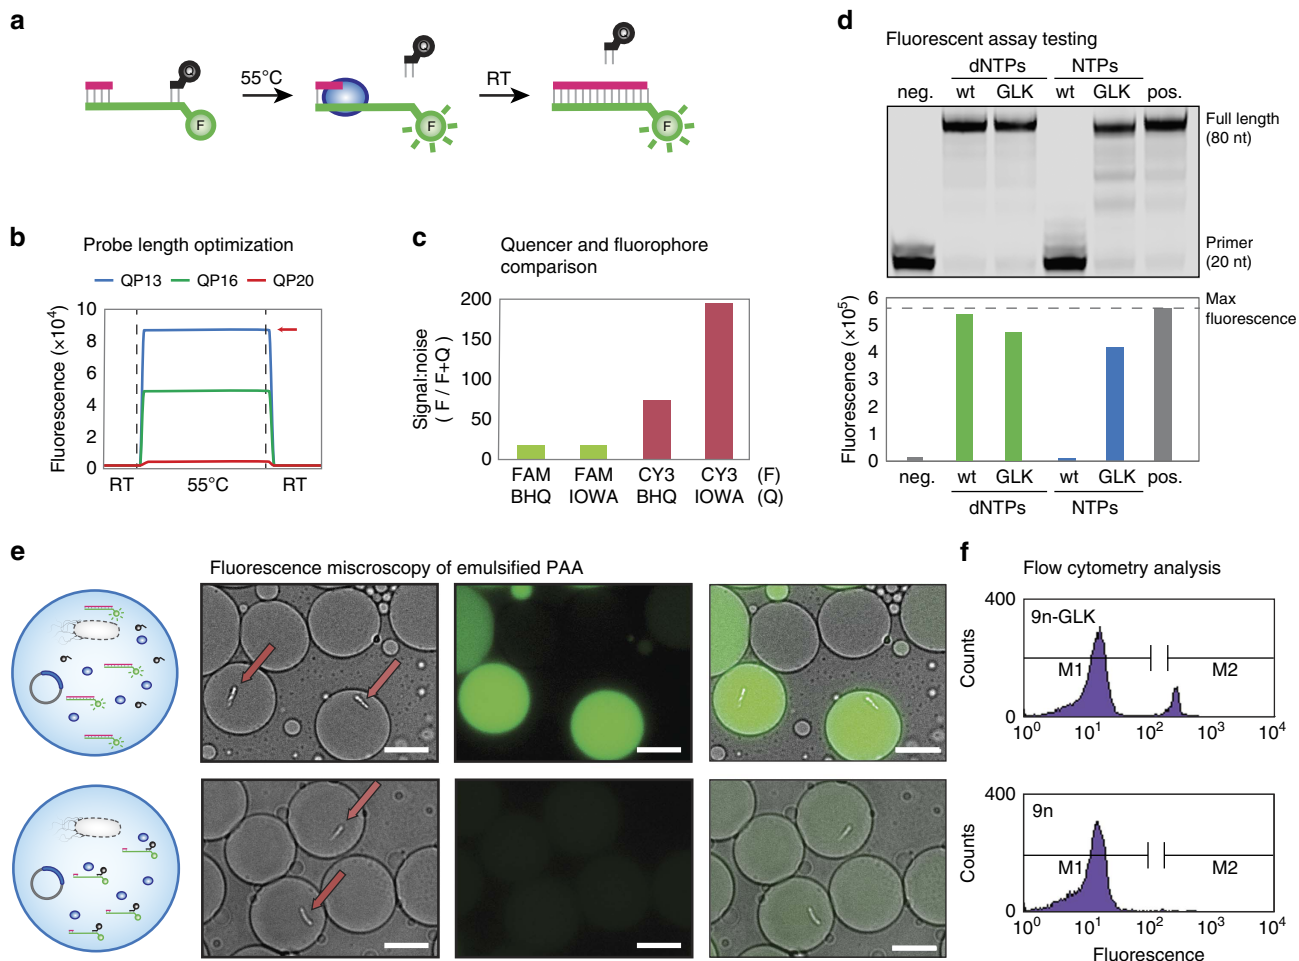 a
55°C
RT
F
F
F
Q
Q
Q
b
Probe length optimization
QP13 QP16 QP20
Fluorescence (×10⁴)
10
8
6
4
2
0
RT 55°C RT
c
Quencer and fluorophore
comparison
Signal:noise
( F / F+Q )
200
150
100
50
0
FAM FAM CY3 CY3 (F)
BHQ IOWA BHQ IOWA (Q)
d
Fluorescent assay testing
dNTPs NTPs
neg. wt GLK wt GLK pos.
Full length
(80 nt)
Primer
(20 nt)
Fluorescence (×10⁵)
6
5
4
3
2
1
0
Max
fluorescence
neg. wt GLK wt GLK pos.
dNTPs NTPs
e
Fluorescence miscroscopy of emulsified PAA
f
Flow cytometry analysis
Counts
400
0
9n-GLK
M1 M2
10⁰ 10¹ 10² 10³ 10⁴
Counts
400
0
9n
M1 M2
10⁰ 10¹ 10² 10³ 10⁴
Fluorescence